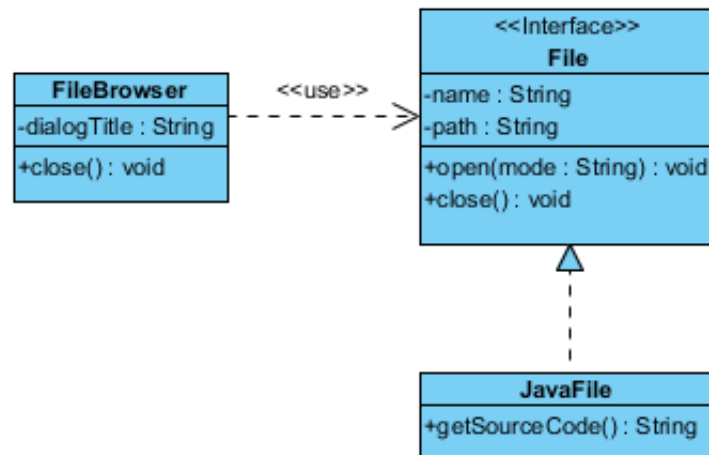 FileBrowser
-dialogTitle : String
+close() : void
<<use>>
<<Interface>>
File
-name : String
-path : String
+open(mode : String) : void
+close() : void
JavaFile
+getSourceCode() : String